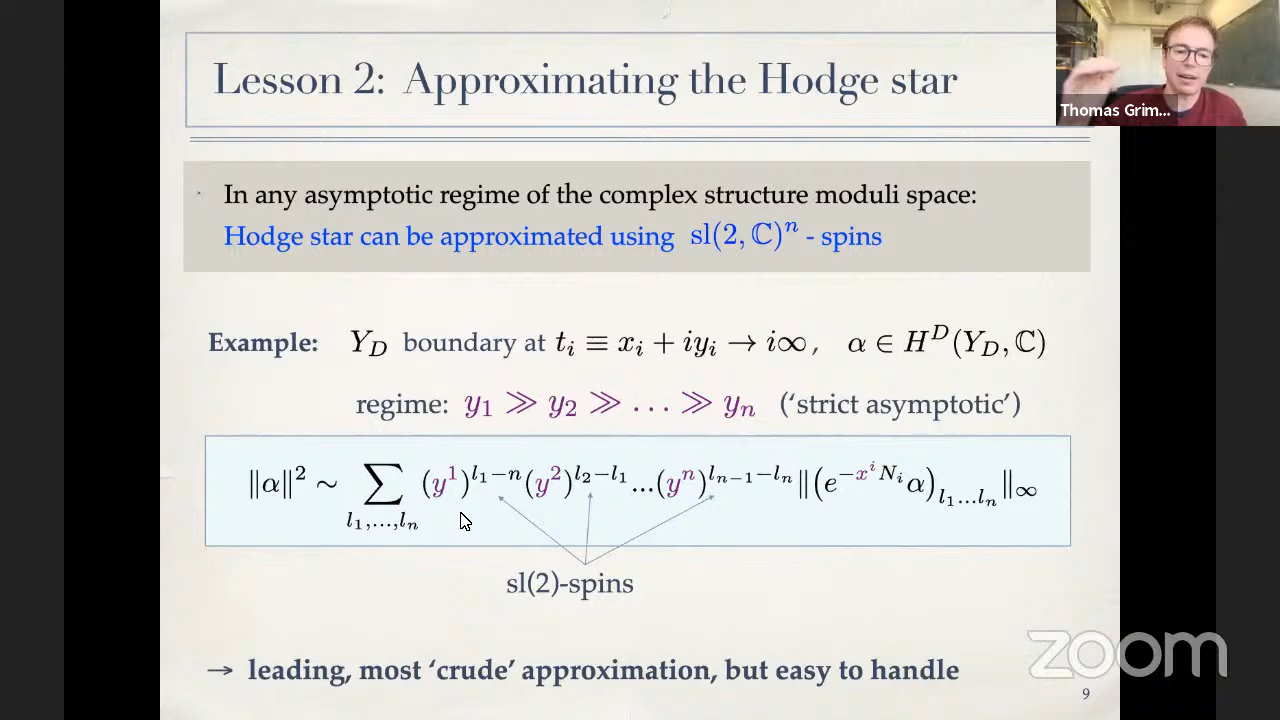 Lesson 2: Approximating the Hodge star
Thomas Grim...
In any asymptotic regime of the complex structure moduli space:
Hodge star can be approximated using sl(2, ℂ)ⁿ - spins
Example: Y_D boundary at t_i ≡ x_i + iy_i → i∞ , α ∈ H^D(Y_D, ℂ)
regime: y_1 ≫ y_2 ≫ … ≫ y_n (‘strict asymptotic’)
‖α‖² ∼ ∑_{l_1,...,l_n} (y^1)^{l_1−n} (y^2)^{l_2−l_1} ... (y^n)^{l_{n−1}−l_n} ‖(e^{−x^i N_i} α)_{l_1...l_n}‖_∞
sl(2)-spins
→ leading, most ‘crude’ approximation, but easy to handle
zoom
9